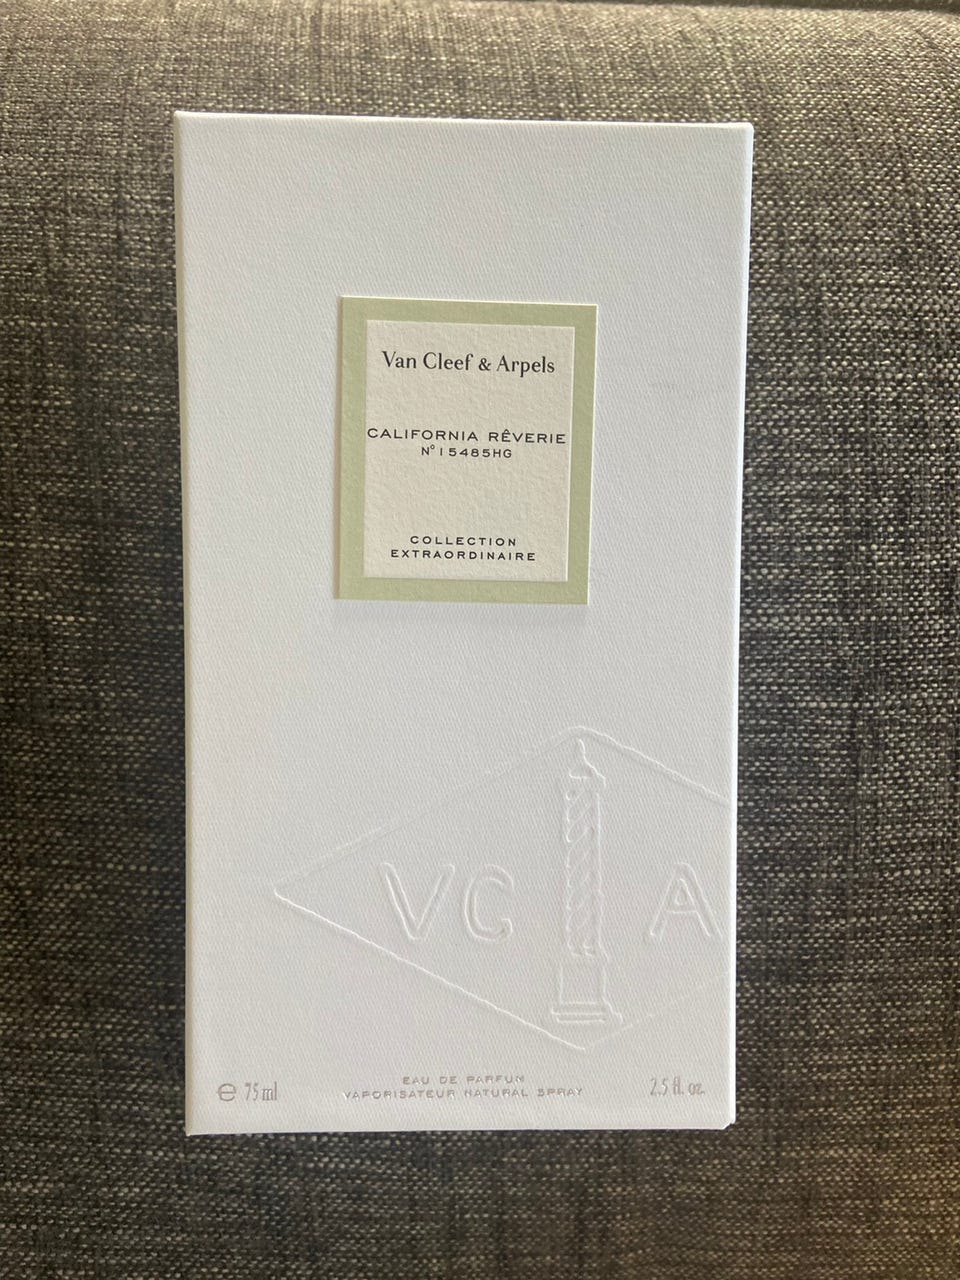 Van Cleef & Arpels
CALIFORNIA RÊVERIE
N° 15485HG
COLLECTION
EXTRAORDINAIRE
VC A
℮ 75 ml
EAU DE PARFUM
VAPORISATEUR NATURAL SPRAY
2.5 fl. oz.